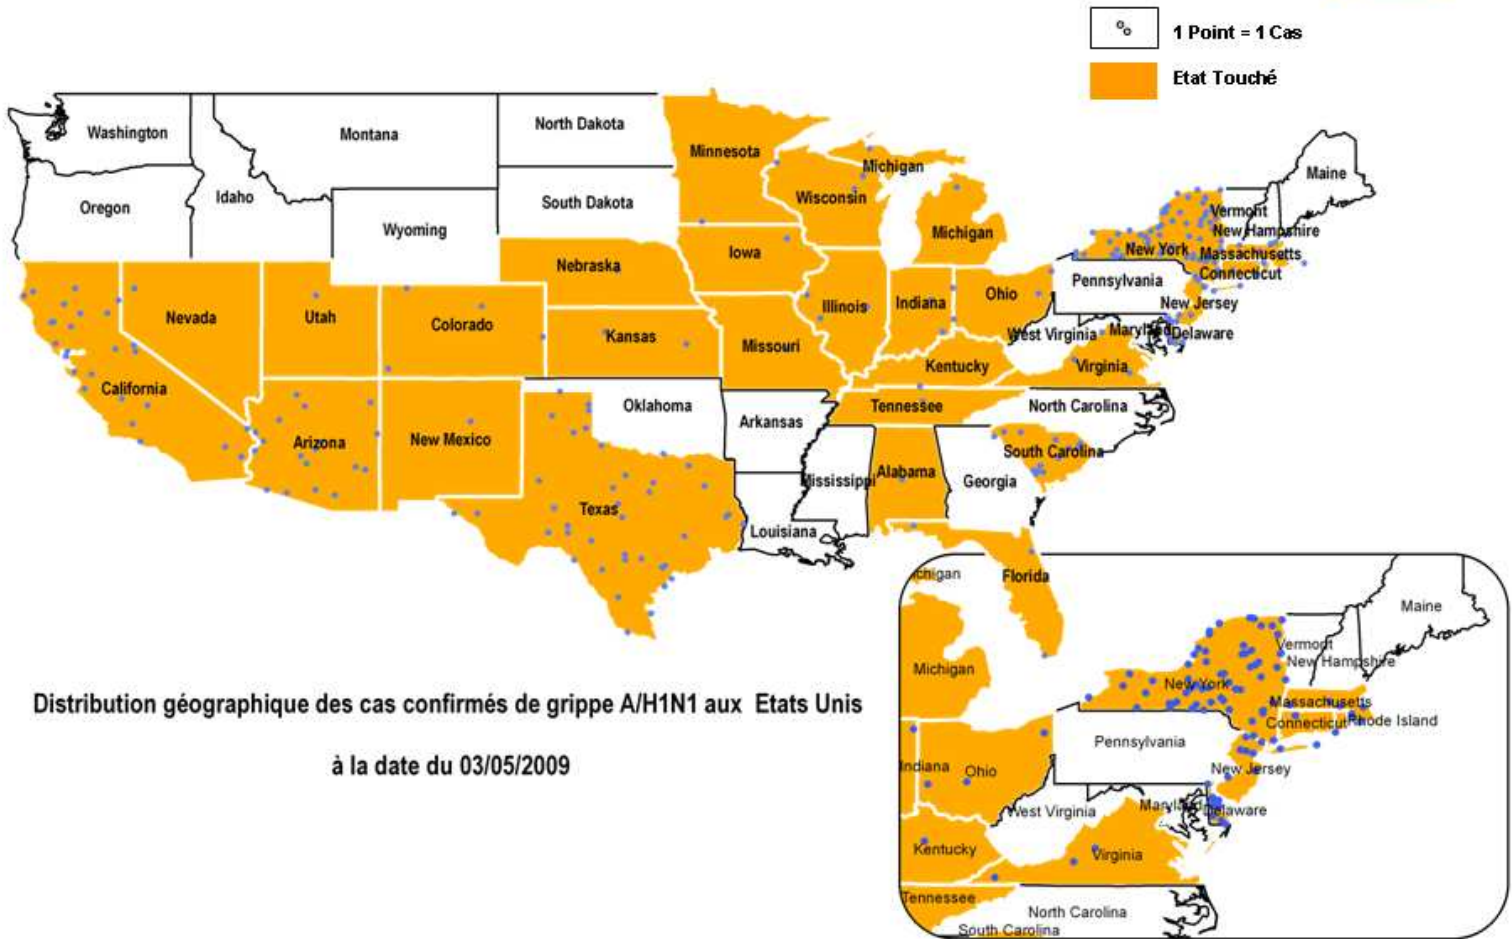 1 Point = 1 Cas
Etat Touché
Washington
Montana
North Dakota
Minnesota
Michigan
Maine
Oregon
Idaho
Wyoming
South Dakota
Wisconsin
Michigan
Vermont
New Hampshire
New York
Massachusetts
Connecticut
Nebraska
Iowa
Pennsylvania
Nevada
Utah
Colorado
Kansas
Illinois
Indiana
Ohio
New Jersey
West Virginia
Maryland
Delaware
Missouri
Kentucky
Virginia
California
Arizona
New Mexico
Oklahoma
Arkansas
Tennessee
North Carolina
South Carolina
Mississippi
Alabama
Georgia
Texas
Louisiana
Florida
Distribution géographique des cas confirmés de grippe A/H1N1 aux Etats Unis
à la date du 03/05/2009
chigan
Maine
Michigan
Vermont
New Hampshire
New York
Massachusetts
Connecticut
Rhode Island
Pennsylvania
Indiana
Ohio
New Jersey
West Virginia
Maryland
Delaware
Kentucky
Virginia
Tennessee
North Carolina
South Carolina